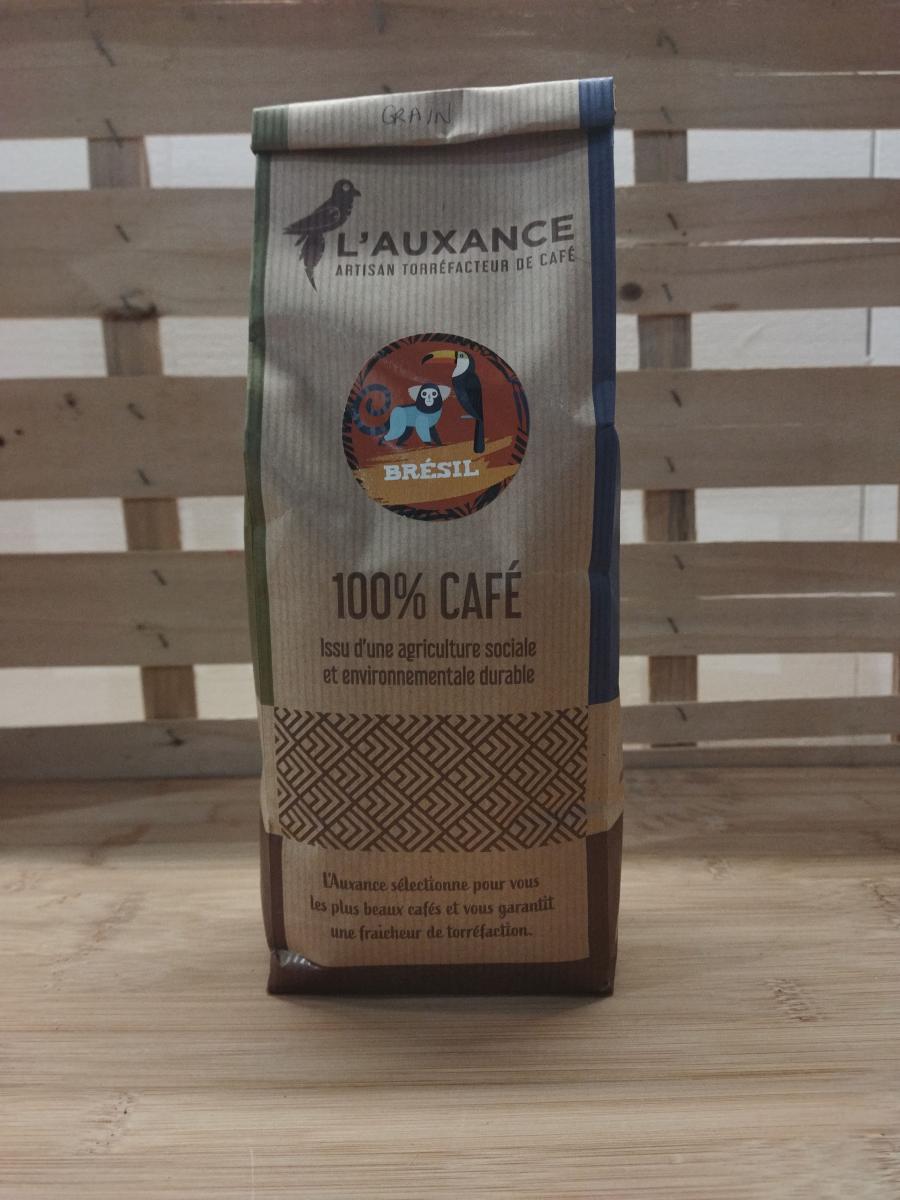 GRAIN
L'AUXANCE
ARTISAN TORRÉFACTEUR DE CAFÉ
BRÉSIL
100% CAFÉ
Issu d'une agriculture sociale
et environnementale durable
L'Auxance sélectionne pour vous
les plus beaux cafés et vous garantit
une fraicheur de torréfaction.